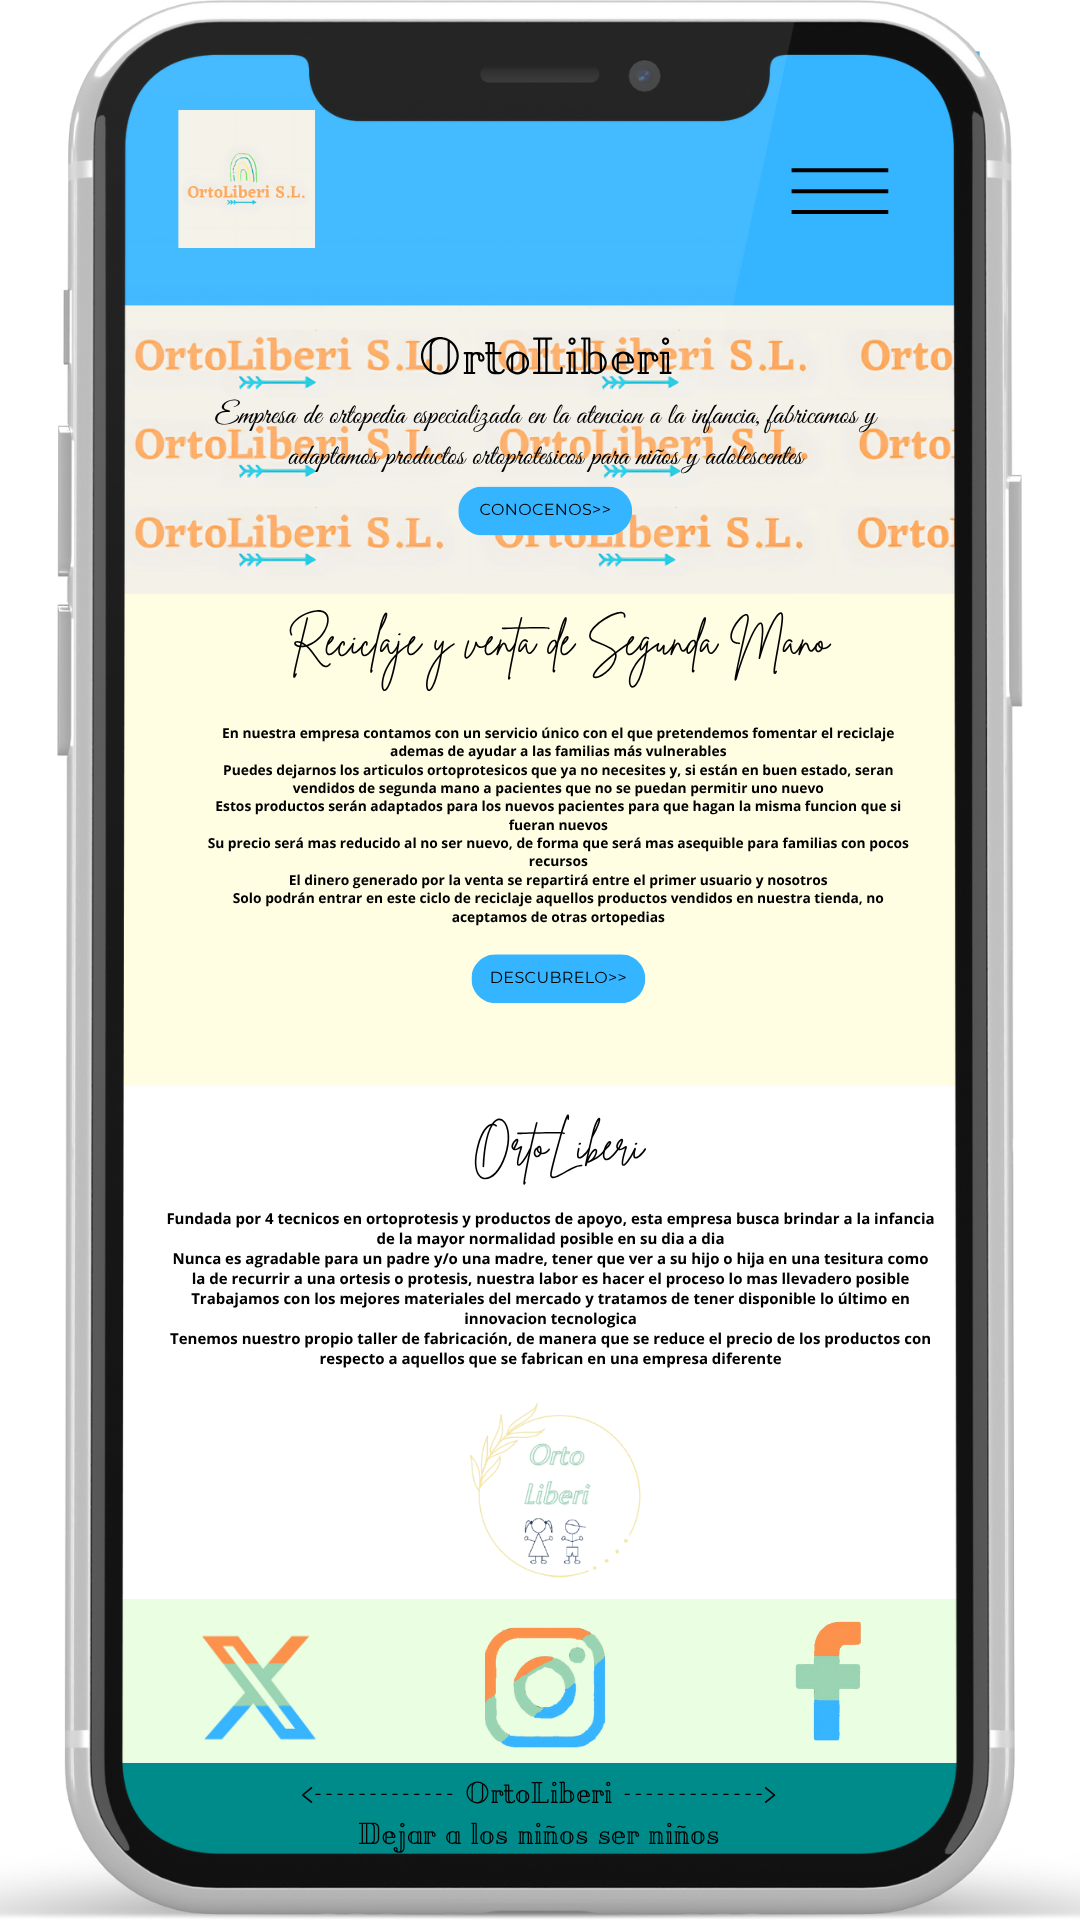 OrtoLiberi S.L.
OrtoLiberi S.L. OrtoLiberi S.L. Orto
OrtoLiberi
Empresa de ortopedia especializada en la atencion a la infancia, fabricamos y
OrtoLiberi S.L. OrtoLiberi S.L. Orto
adaptamos productos ortoprotesicos para niños y adolescentes
CONOCENOS>>
OrtoLiberi S.L. OrtoLiberi S.L. Orto
Reciclaje y venta de Segunda Mano
En nuestra empresa contamos con un servicio único con el que pretendemos fomentar el reciclaje
ademas de ayudar a las familias más vulnerables
Puedes dejarnos los articulos ortoprotesicos que ya no necesites y, si están en buen estado, seran
vendidos de segunda mano a pacientes que no se puedan permitir uno nuevo
Estos productos serán adaptados para los nuevos pacientes para que hagan la misma funcion que si
fueran nuevos
Su precio será mas reducido al no ser nuevo, de forma que será mas asequible para familias con pocos
recursos
El dinero generado por la venta se repartirá entre el primer usuario y nosotros
Solo podrán entrar en este ciclo de reciclaje aquellos productos vendidos en nuestra tienda, no
aceptamos de otras ortopedias
DESCUBRELO>>
OrtoLiberi
Fundada por 4 tecnicos en ortoprotesis y productos de apoyo, esta empresa busca brindar a la infancia
de la mayor normalidad posible en su dia a dia
Nunca es agradable para un padre y/o una madre, tener que ver a su hijo o hija en una tesitura como
la de recurrir a una ortesis o protesis, nuestra labor es hacer el proceso lo mas llevadero posible
Trabajamos con los mejores materiales del mercado y tratamos de tener disponible lo último en
innovacion tecnologica
Tenemos nuestro propio taller de fabricación, de manera que se reduce el precio de los productos con
respecto a aquellos que se fabrican en una empresa diferente
Orto
Liberi
<------------- OrtoLiberi ------------->
Dejar a los niños ser niños